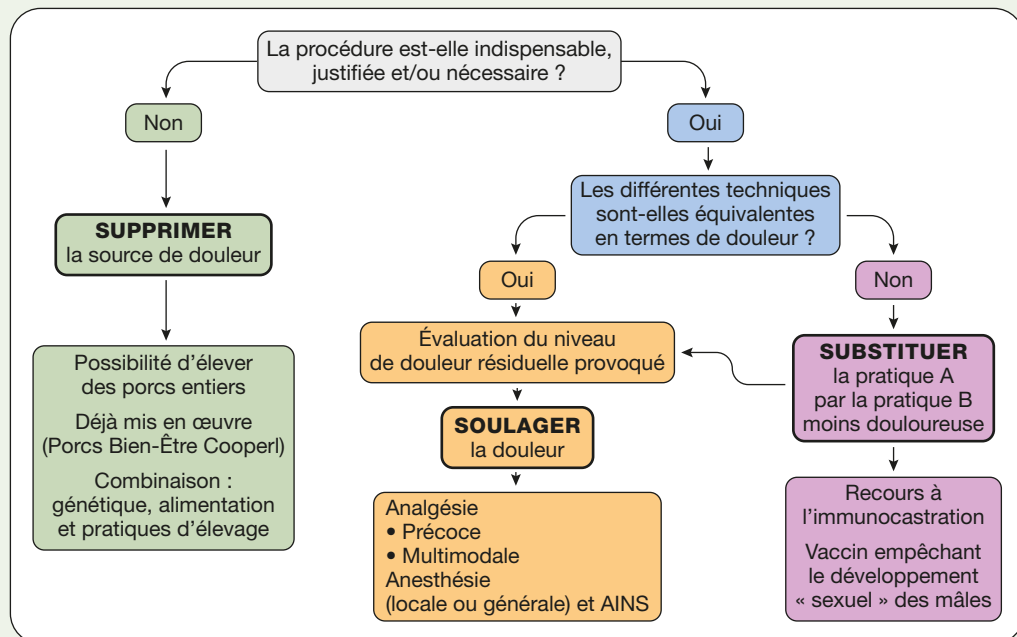 La procédure est-elle indispensable,
justifiée et/ou nécessaire ?
Non
Oui
SUPPRIMER
la source de douleur
Les différentes techniques
sont-elles équivalentes
en termes de douleur ?
Oui
Non
Possibilité d’élever
des porcs entiers
Déjà mis en œuvre
(Porcs Bien-Être Cooperl)
Combinaison :
génétique, alimentation
et pratiques d’élevage
Évaluation du niveau
de douleur résiduelle provoqué
SOULAGER
la douleur
Analgésie
• Précoce
• Multimodale
Anesthésie
(locale ou générale) et AINS
SUBSTITUER
la pratique A
par la pratique B
moins douloureuse
Recours à
l’immunocastration
Vaccin empêchant
le développement
« sexuel » des mâles